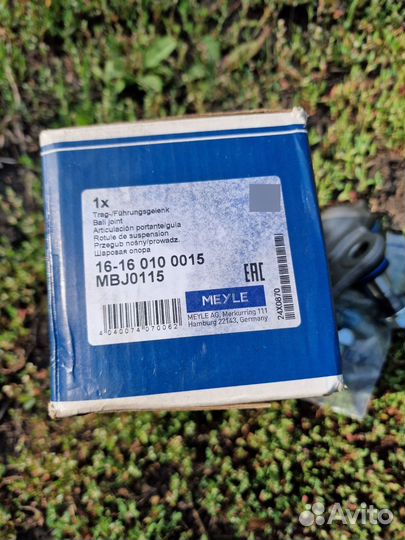 1x
Trag-/Führungsgelenk
Ball joint
Articulación portante/guía
Rotule de suspension
Przegub nośny/prowadz.
Шаровая опора
16-16 010 0015
MBJ0115
EAC
MEYLE
MEYLE AG, Merkurring 111
Hamburg 22143, Germany
4 040074 070062
24X0870
Avito